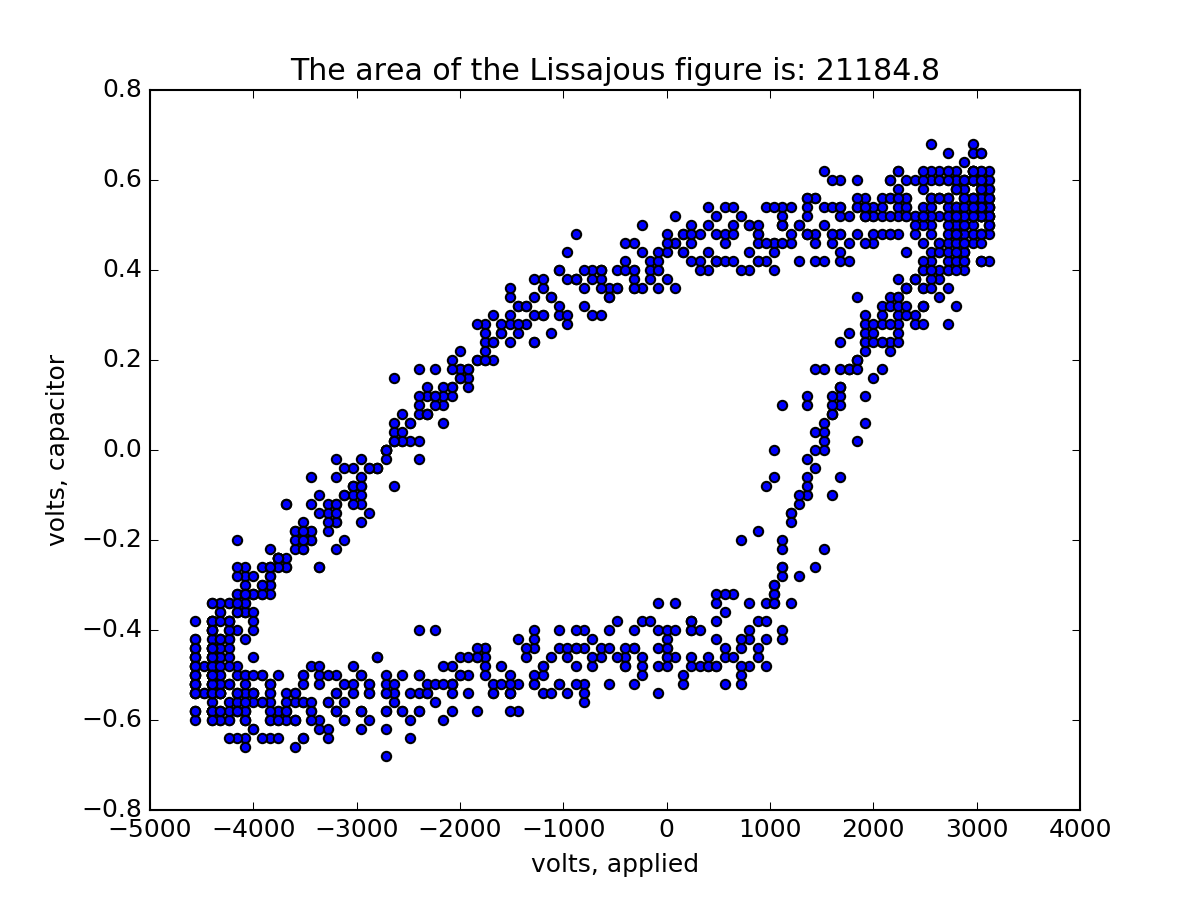 The area of the Lissajous figure is: 21184.8
0.8
0.6
0.4
0.2
0.0
−0.2
−0.4
−0.6
−0.8
volts, capacitor
−5000 −4000 −3000 −2000 −1000 0 1000 2000 3000 4000
volts, applied